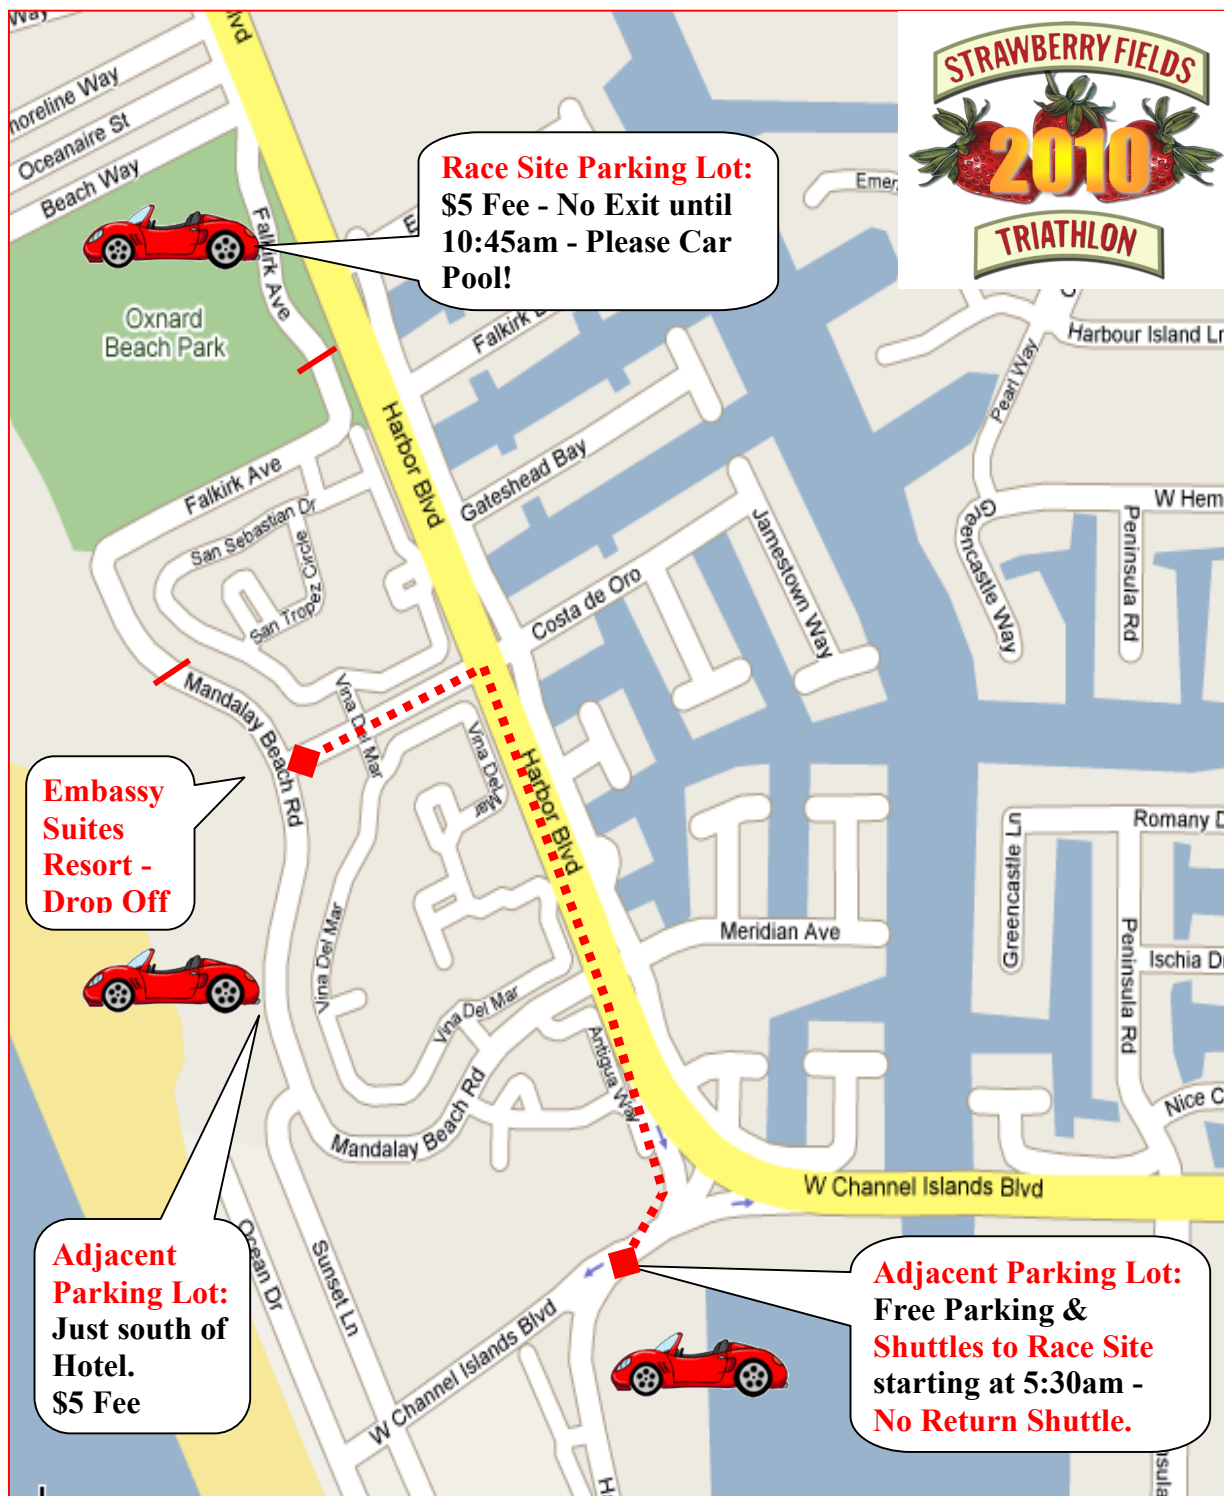 Way
lvd
STRAWBERRY FIELDS
2010
TRIATHLON
horeline Way
Oceanaire St
Beach Way
Race Site Parking Lot:
$5 Fee - No Exit until
10:45am - Please Car
Pool!
Falkirk Ave
Oxnard
Beach Park
Harbour Island Ln
Pearl Way
Falkirk
Harbor Blvd
Gateshead Bay
Falkirk Ave
San Sebastian Dr
San Tropez Circle
W Hem
Greencastle Way
Peninsula Rd
Jamestown Way
Costa de Oro
Mandalay Beach Rd
Vina Del Mar
Vina Del Mar
Harbor Blvd
Embassy
Suites
Resort -
Drop Off
Greencastle Ln
Romany D
Meridian Ave
Peninsula Rd
Ischia D
Vina Del Mar
Vina Del Mar
Antigua Way
Nice C
Mandalay Beach Rd
W Channel Islands Blvd
Adjacent
Parking Lot:
Just south of
Hotel.
$5 Fee
Ocean Dr
Sunset Ln
W Channel Islands Blvd
Adjacent Parking Lot:
Free Parking &
Shuttles to Race Site
starting at 5:30am -
No Return Shuttle.
nsula